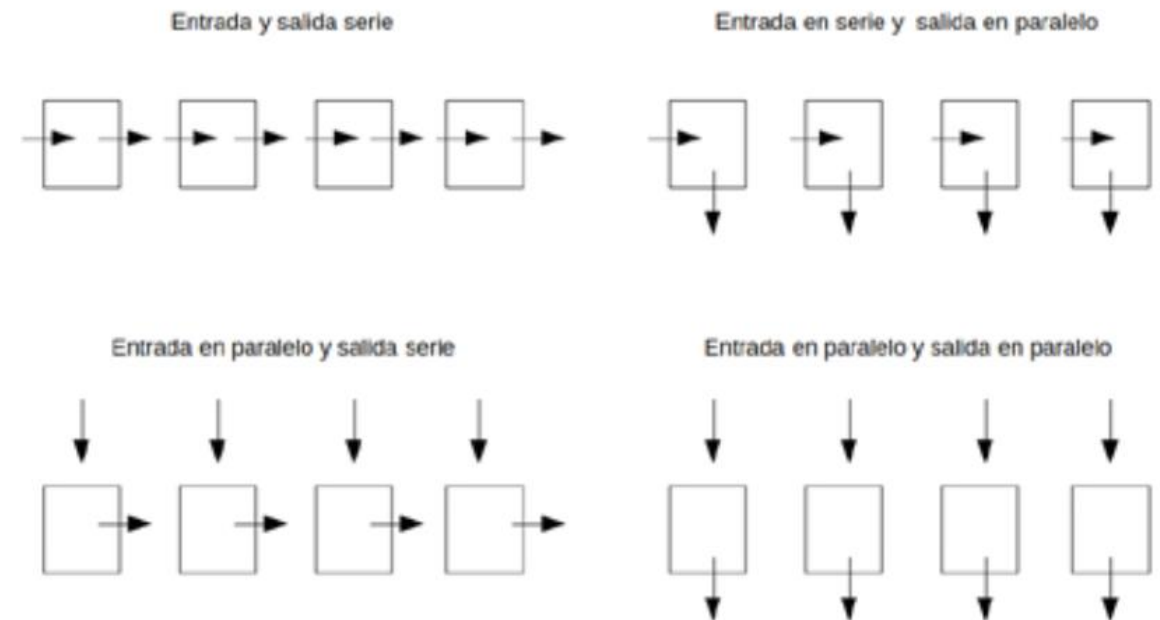 Entrada y salida serie
Entrada en serie y salida en paralelo
Entrada en paralelo y salida serie
Entrada en paralelo y salida en paralelo